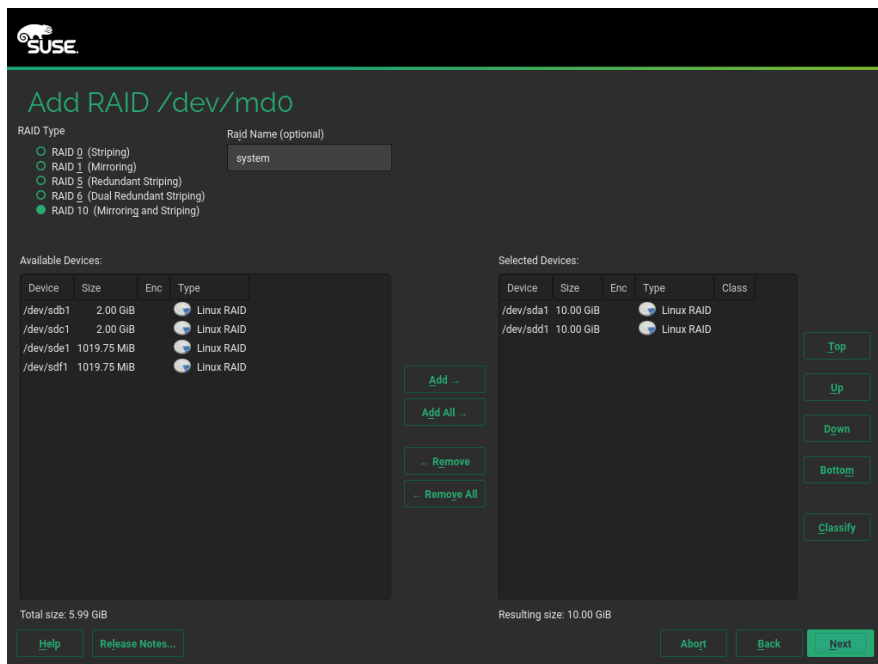 SUSE.
Add RAID /dev/md0
RAID Type
RAID 0 (Striping)
RAID 1 (Mirroring)
RAID 5 (Redundant Striping)
RAID 6 (Dual Redundant Striping)
RAID 10 (Mirroring and Striping)
Raid Name (optional)
system
Available Devices:
Device Size Enc Type
/dev/sdb1 2.00 GiB Linux RAID
/dev/sdc1 2.00 GiB Linux RAID
/dev/sde1 1019.75 MiB Linux RAID
/dev/sdf1 1019.75 MiB Linux RAID
Total size: 5.99 GiB
Add →
Add All →
← Remove
← Remove All
Selected Devices:
Device Size Enc Type Class
/dev/sda1 10.00 GiB Linux RAID
/dev/sdd1 10.00 GiB Linux RAID
Resulting size: 10.00 GiB
Top
Up
Down
Bottom
Classify
Help
Release Notes...
Abort
Back
Next